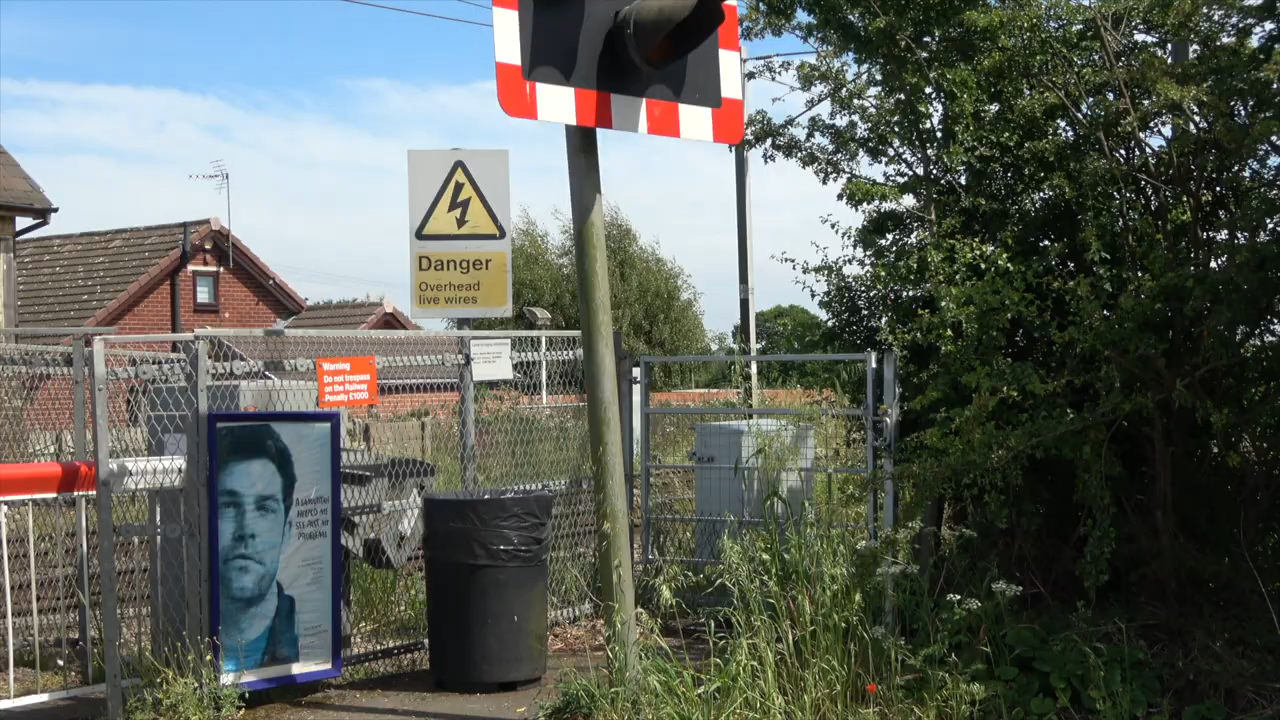 Danger
Overhead
live wires
Warning
Do not trespass
on the Railway
Penalty £1000
A SAMARITAN
HELPED ME
SEE PAST MY
PROBLEMS